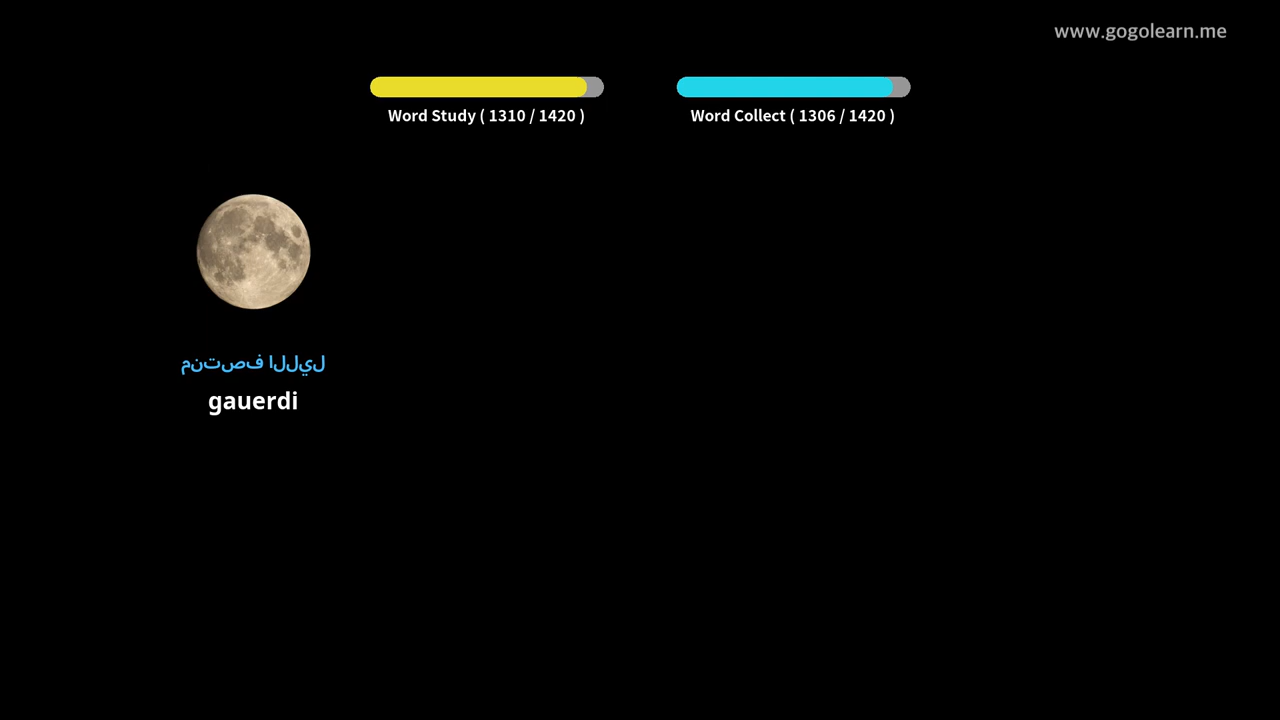 www.gogolearn.me
Word Study ( 1310 / 1420 )
Word Collect ( 1306 / 1420 )
منتصف الليل
gauerdi